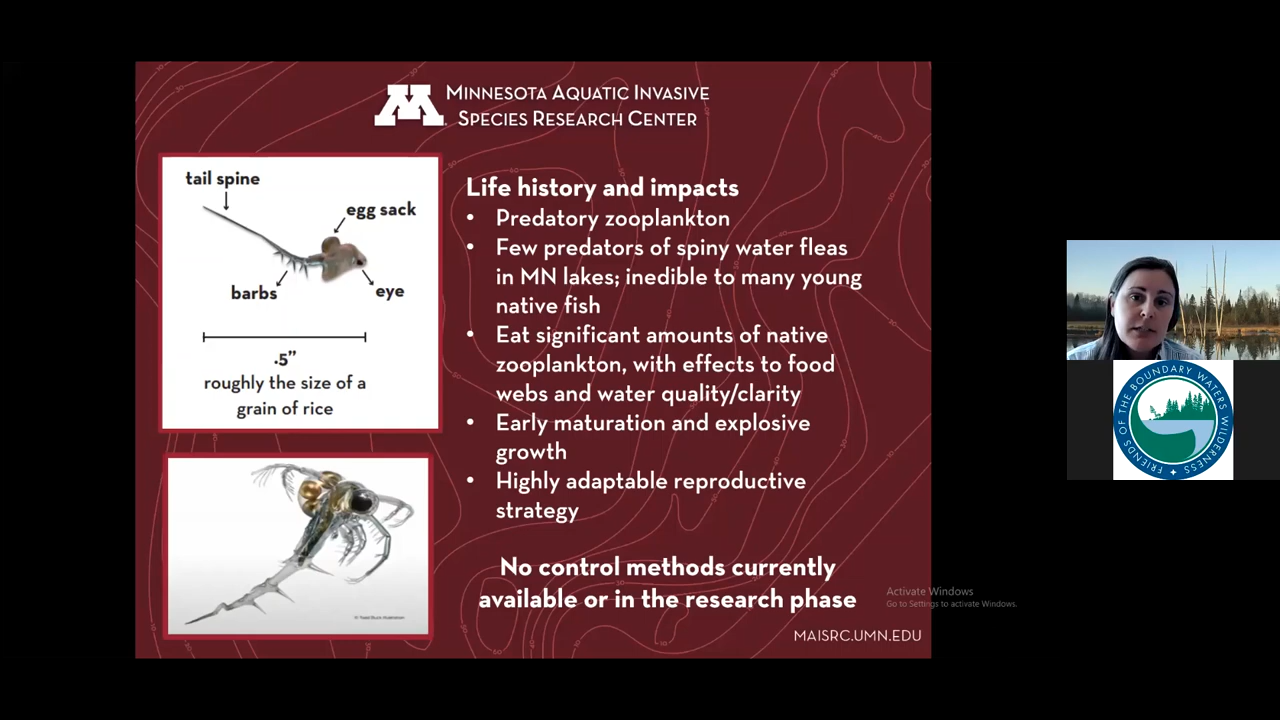 MINNESOTA AQUATIC INVASIVE
SPECIES RESEARCH CENTER
tail spine
egg sack
barbs
eye
.5”
roughly the size of a
grain of rice
Life history and impacts
• Predatory zooplankton
• Few predators of spiny water fleas
in MN lakes; inedible to many young
native fish
• Eat significant amounts of native
zooplankton, with effects to food
webs and water quality/clarity
• Early maturation and explosive
growth
• Highly adaptable reproductive
strategy
No control methods currently
available or in the research phase
MAISRC.UMN.EDU
Activate Windows
Go to Settings to activate Windows.
FRIENDS OF THE BOUNDARY WATERS WILDERNESS